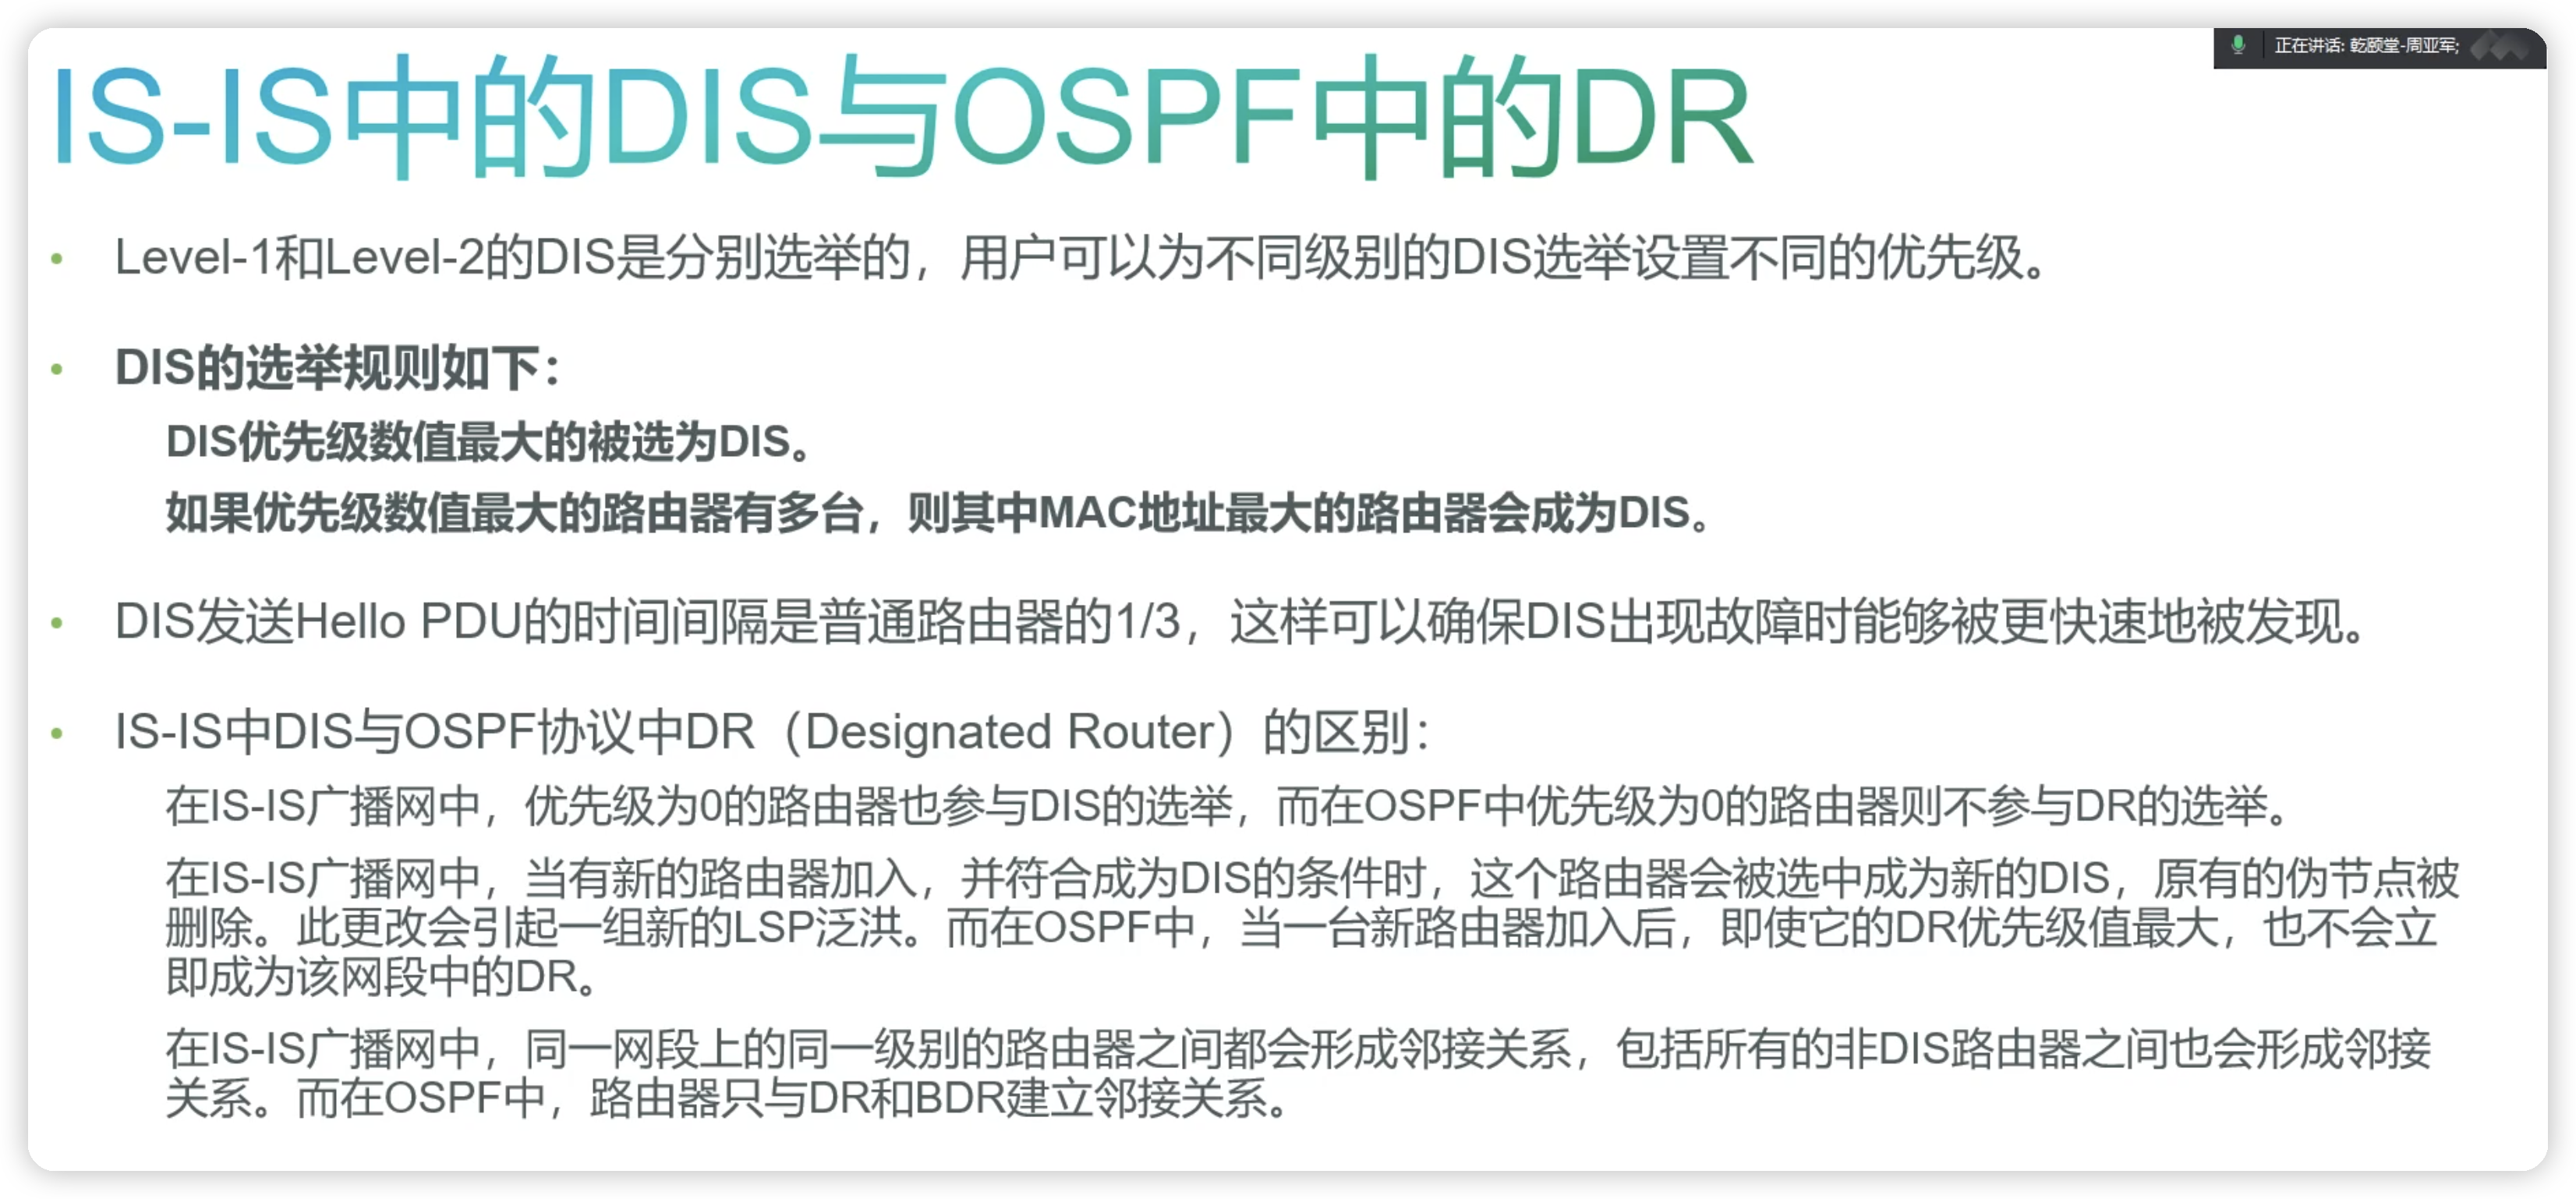 正在讲话: 乾颐堂-周亚军;
IS-IS中的DIS与OSPF中的DR
• Level-1和Level-2的DIS是分别选举的，用户可以为不同级别的DIS选举设置不同的优先级。
• DIS的选举规则如下：
DIS优先级数值最大的被选为DIS。
如果优先级数值最大的路由器有多台，则其中MAC地址最大的路由器会成为DIS。
• DIS发送Hello PDU的时间间隔是普通路由器的1/3，这样可以确保DIS出现故障时能够被更快速地被发现。
• IS-IS中DIS与OSPF协议中DR（Designated Router）的区别：
在IS-IS广播网中，优先级为0的路由器也参与DIS的选举，而在OSPF中优先级为0的路由器则不参与DR的选举。
在IS-IS广播网中，当有新的路由器加入，并符合成为DIS的条件时，这个路由器会被选中成为新的DIS，原有的伪节点被
删除。此更改会引起一组新的LSP泛洪。而在OSPF中，当一台新路由器加入后，即使它的DR优先级值最大，也不会立
即成为该网段中的DR。
在IS-IS广播网中，同一网段上的同一级别的路由器之间都会形成邻接关系，包括所有的非DIS路由器之间也会形成邻接
关系。而在OSPF中，路由器只与DR和BDR建立邻接关系。